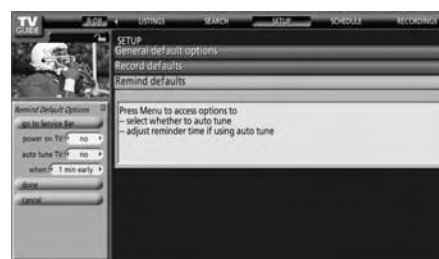 TV
GUIDE
LISTINGS SEARCH SETUP SCHEDULE RECORDINGS
SETUP
General default options
Record defaults
Remind defaults
Remind Default Options
go to Service Bar
power on TV: no
auto tune TV: no
when: 1 min early
done
cancel
Press Menu to access options to
– select whether to auto tune
– adjust reminder time if using auto tune